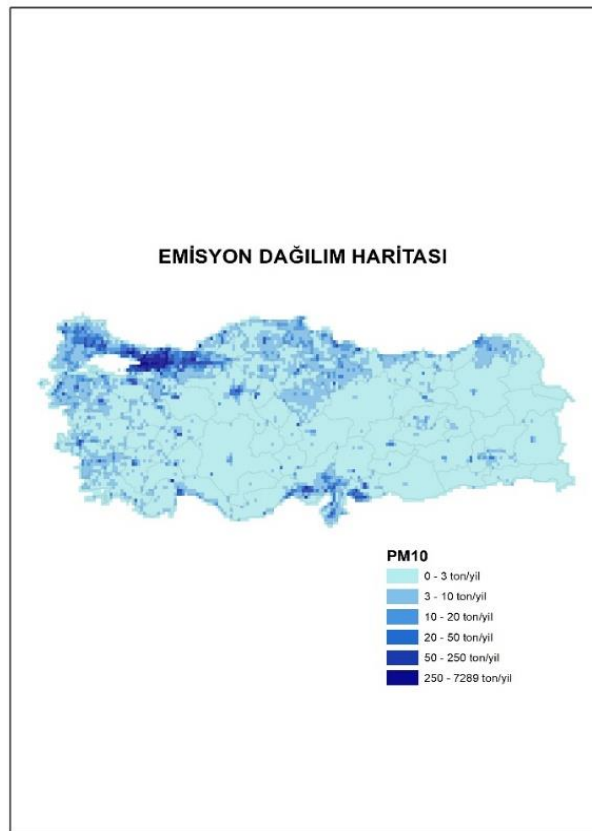 EMİSYON DAĞILIM HARİTASI
PM10
0 - 3 ton/yil
3 - 10 ton/yil
10 - 20 ton/yil
20 - 50 ton/yil
50 - 250 ton/yil
250 - 7289 ton/yil